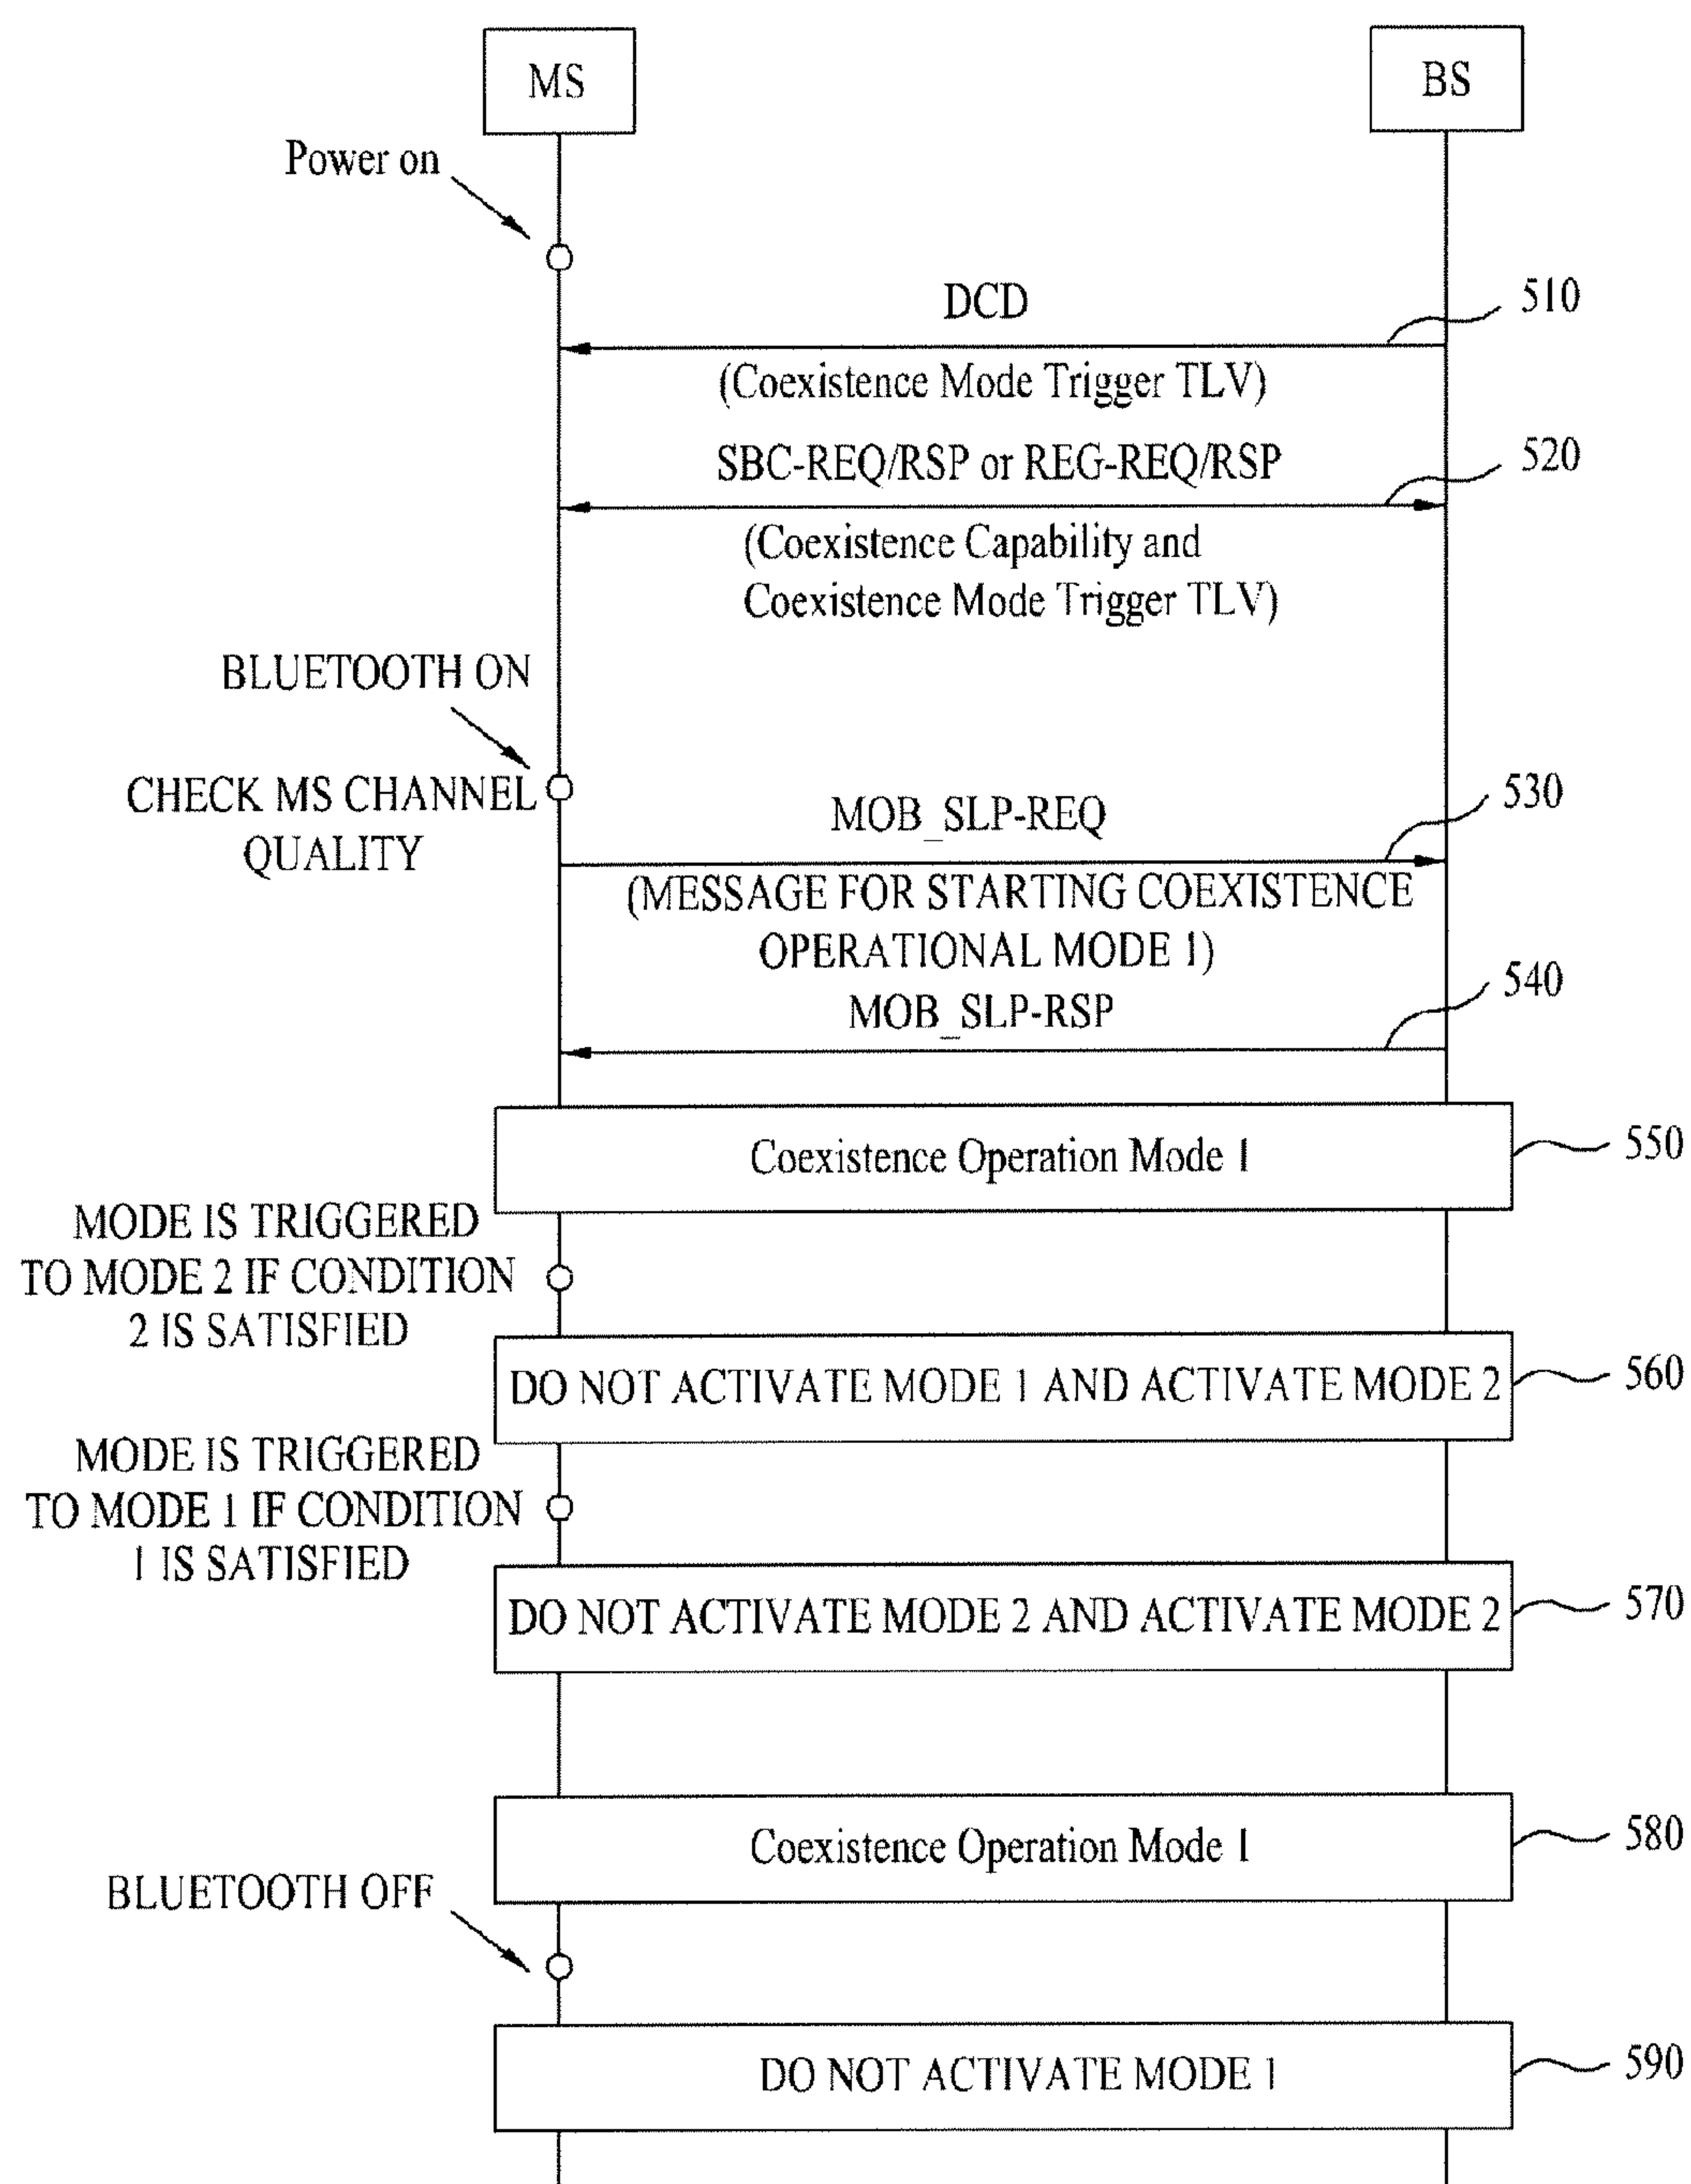 MS
BS
Power on
DCD
510
(Coexistence Mode Trigger TLV)
SBC-REQ/RSP or REG-REQ/RSP
520
(Coexistence Capability and
Coexistence Mode Trigger TLV)
BLUETOOTH ON
CHECK MS CHANNEL
QUALITY
MOB_SLP-REQ
530
(MESSAGE FOR STARTING COEXISTENCE
OPERATIONAL MODE 1)
MOB_SLP-RSP
540
Coexistence Operation Mode 1
550
MODE IS TRIGGERED
TO MODE 2 IF CONDITION
2 IS SATISFIED
DO NOT ACTIVATE MODE 1 AND ACTIVATE MODE 2
560
MODE IS TRIGGERED
TO MODE 1 IF CONDITION
1 IS SATISFIED
DO NOT ACTIVATE MODE 2 AND ACTIVATE MODE 2
570
Coexistence Operation Mode 1
580
BLUETOOTH OFF
DO NOT ACTIVATE MODE 1
590